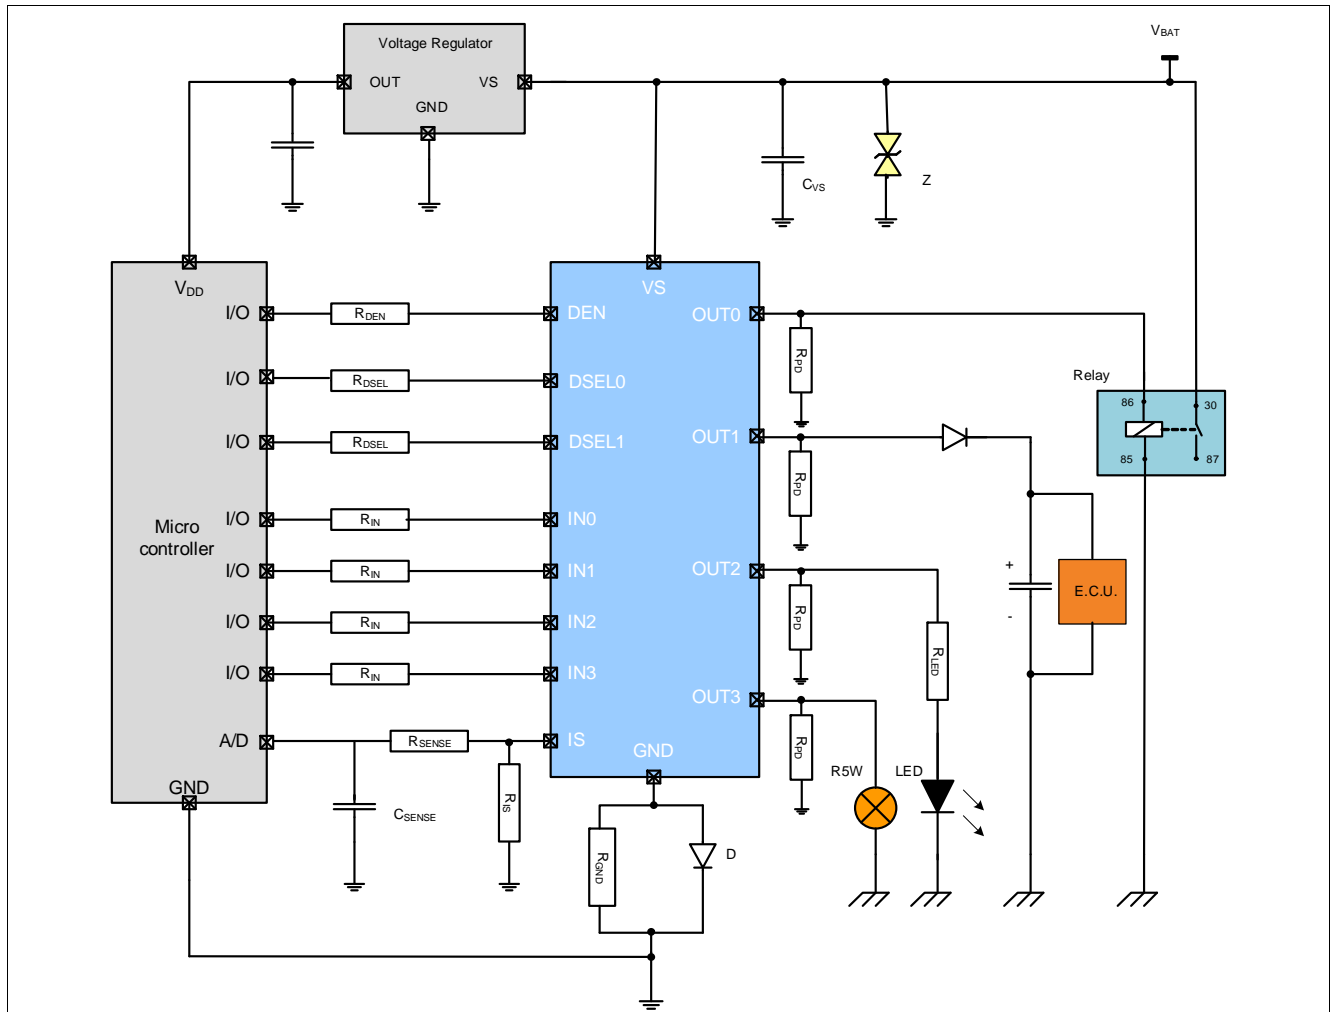 Voltage Regulator
OUT VS
GND
VBAT
CVS
Z
VDD
VS
I/O RDEN DEN OUT0
RPD
I/O RDSEL DSEL0
Relay
86 30
85 87
I/O RDSEL DSEL1 OUT1
RPD
Micro
controller
I/O RIN IN0
I/O RIN IN1 OUT2
RPD
+
-
E.C.U.
I/O RIN IN2
RLED
I/O RIN IN3
OUT3
RPD
A/D RSENSE IS
GND
GND
R5W LED
CSENSE
RIS
RGND
D